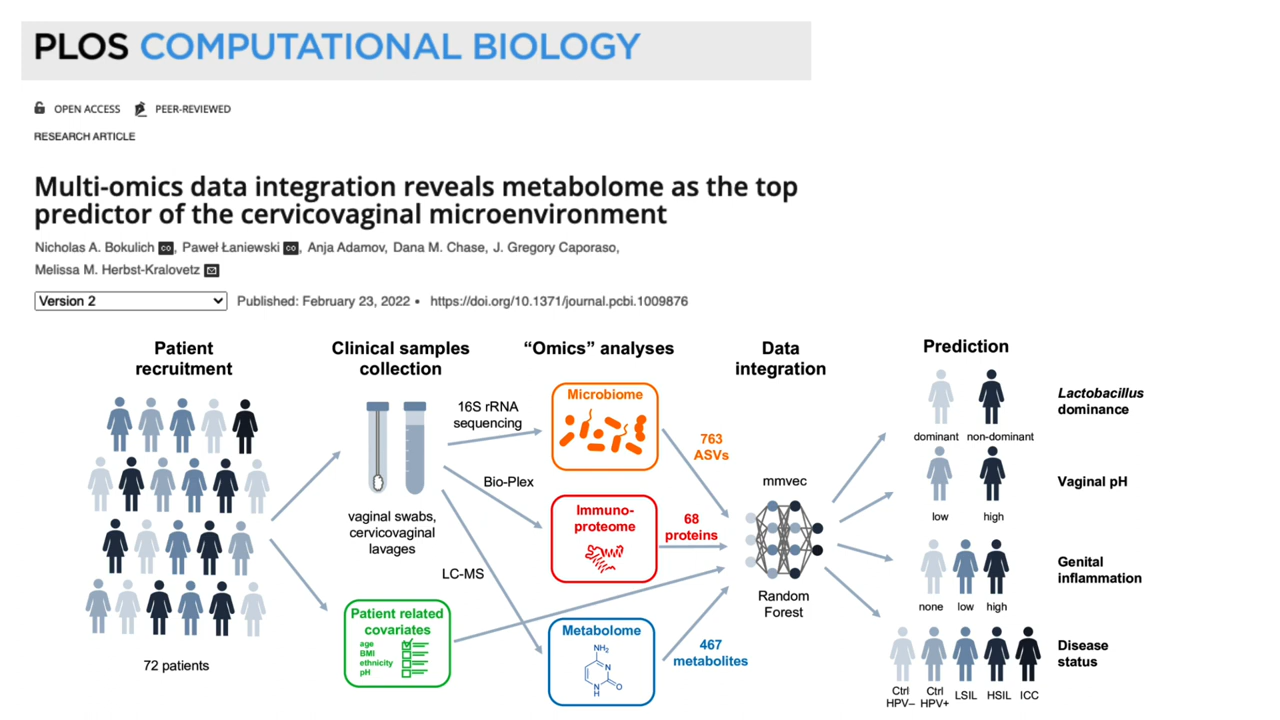 PLOS COMPUTATIONAL BIOLOGY
OPEN ACCESS PEER-REVIEWED
RESEARCH ARTICLE
Multi-omics data integration reveals metabolome as the top
predictor of the cervicovaginal microenvironment
Nicholas A. Bokulich co, Paweł Łaniewski co, Anja Adamov, Dana M. Chase, J. Gregory Caporaso,
Melissa M. Herbst-Kralovetz
Version 2 Published: February 23, 2022 • https://doi.org/10.1371/journal.pcbi.1009876
Patient
recruitment
72 patients
Clinical samples
collection
vaginal swabs,
cervicovaginal
lavages
Patient related
covariates
age
BMI
ethnicity
pH
"Omics" analyses
16S rRNA
sequencing
Bio-Plex
LC-MS
Microbiome
Immuno-
proteome
Metabolome
NH₂
N
N
H
O
763
ASVs
68
proteins
467
metabolites
Data
integration
mmvec
Random
Forest
Prediction
dominant non-dominant
Lactobacillus
dominance
low high
Vaginal pH
none low high
Genital
inflammation
Ctrl
HPV–
Ctrl
HPV+
LSIL
HSIL
ICC
Disease
status